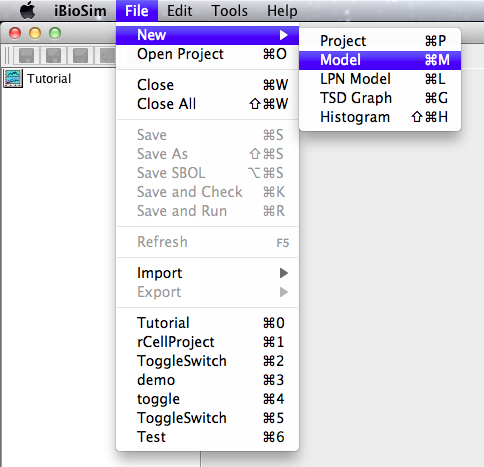 iBioSim File Edit Tools Help
New
Open Project ⌘O
Close ⌘W
Close All ⇧⌘W
Save ⌘S
Save As ⇧⌘S
Save SBOL ⌥⌘S
Save and Check ⌘K
Save and Run ⌘R
Refresh F5
Import
Export
Tutorial ⌘0
rCellProject ⌘1
ToggleSwitch ⌘2
demo ⌘3
toggle ⌘4
ToggleSwitch ⌘5
Test ⌘6
Project ⌘P
Model ⌘M
LPN Model ⌘L
TSD Graph ⌘G
Histogram ⇧⌘H
Tutorial